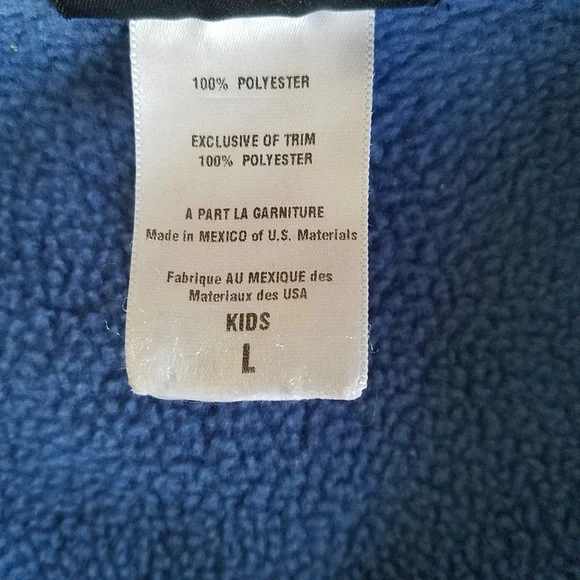 100% POLYESTER
EXCLUSIVE OF TRIM
100% POLYESTER
A PART LA GARNITURE
Made in MEXICO of U.S. Materials
Fabrique AU MEXIQUE des
Materiaux des USA
KIDS
L